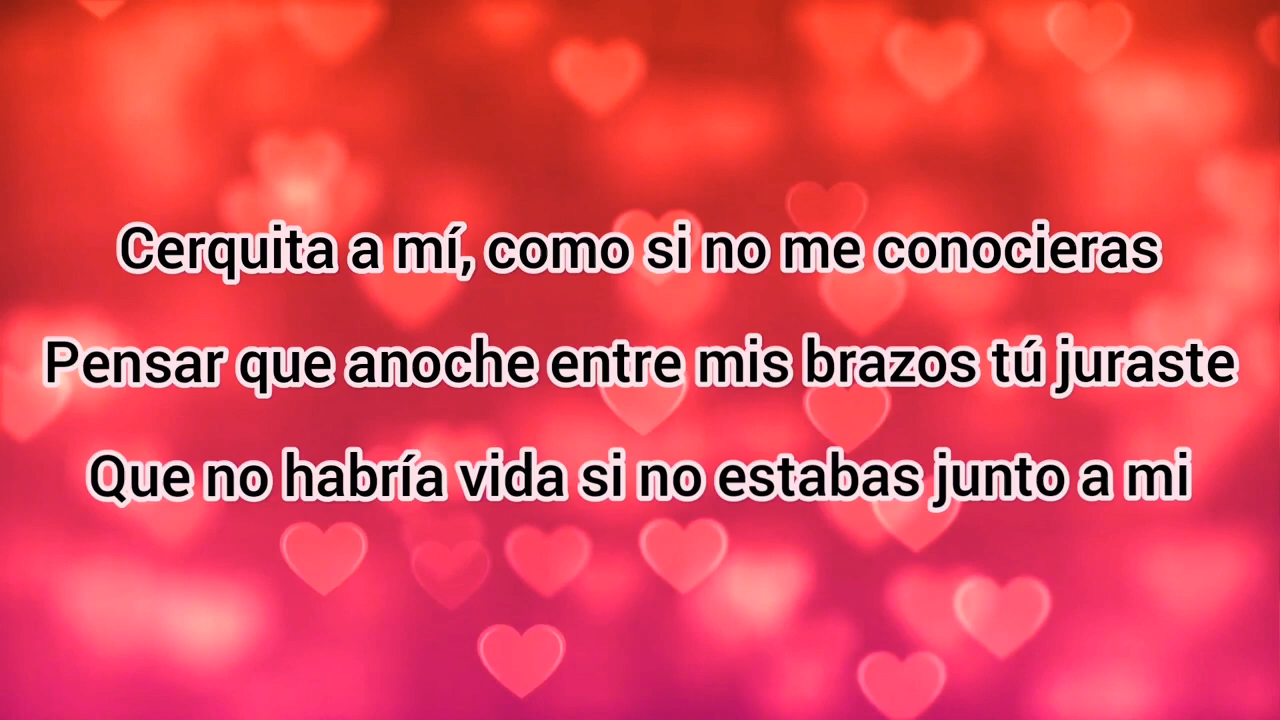 Cerquita a mí, como si no me conocieras
Pensar que anoche entre mis brazos tú juraste
Que no habría vida si no estabas junto a mi